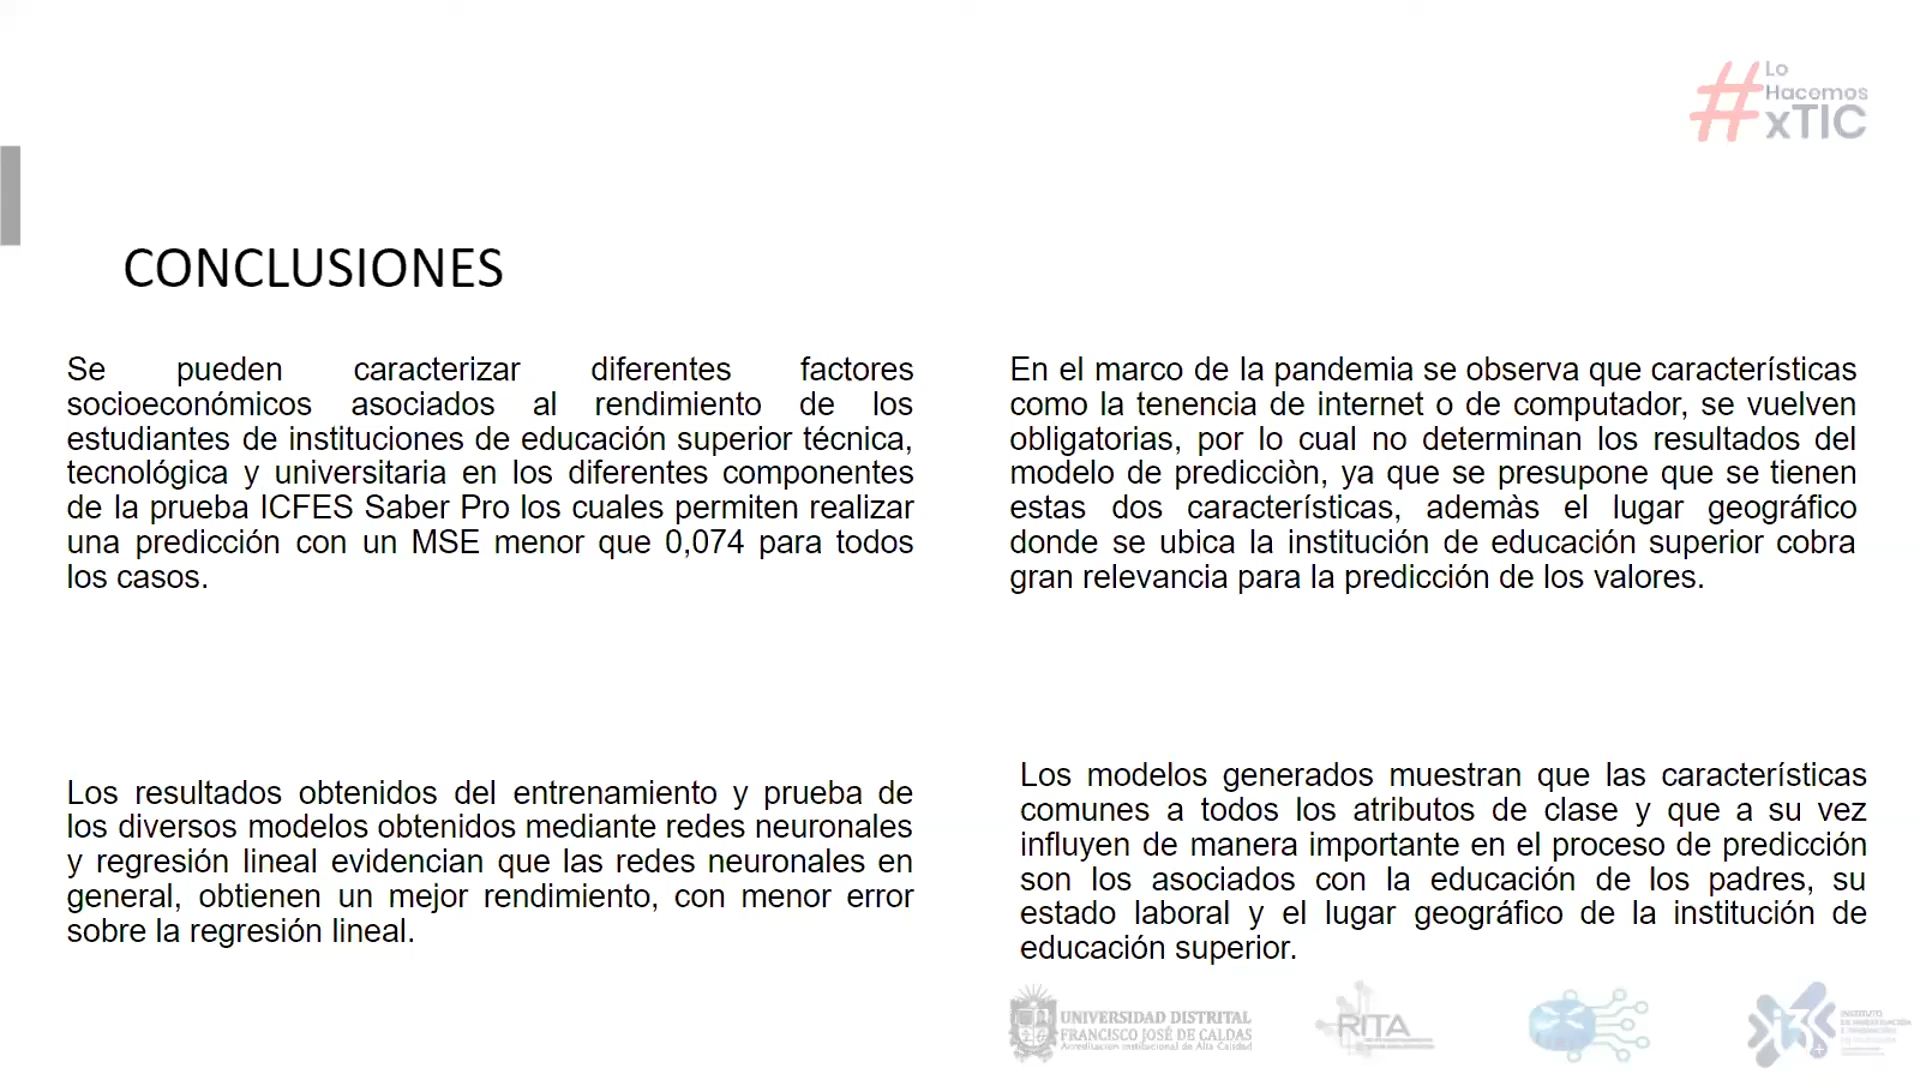 Lo
Hacemos
xTIC
CONCLUSIONES
Se pueden caracterizar diferentes factores
socioeconómicos asociados al rendimiento de los
estudiantes de instituciones de educación superior técnica,
tecnológica y universitaria en los diferentes componentes
de la prueba ICFES Saber Pro los cuales permiten realizar
una predicción con un MSE menor que 0,074 para todos
los casos.
En el marco de la pandemia se observa que características
como la tenencia de internet o de computador, se vuelven
obligatorias, por lo cual no determinan los resultados del
modelo de predicciòn, ya que se presupone que se tienen
estas dos características, ademàs el lugar geográfico
donde se ubica la institución de educación superior cobra
gran relevancia para la predicción de los valores.
Los resultados obtenidos del entrenamiento y prueba de
los diversos modelos obtenidos mediante redes neuronales
y regresión lineal evidencian que las redes neuronales en
general, obtienen un mejor rendimiento, con menor error
sobre la regresión lineal.
Los modelos generados muestran que las características
comunes a todos los atributos de clase y que a su vez
influyen de manera importante en el proceso de predicción
son los asociados con la educación de los padres, su
estado laboral y el lugar geográfico de la institución de
educación superior.
UNIVERSIDAD DISTRITAL
FRANCISCO JOSÉ DE CALDAS
Acreditación Institucional de Alta Calidad
RITA
i3